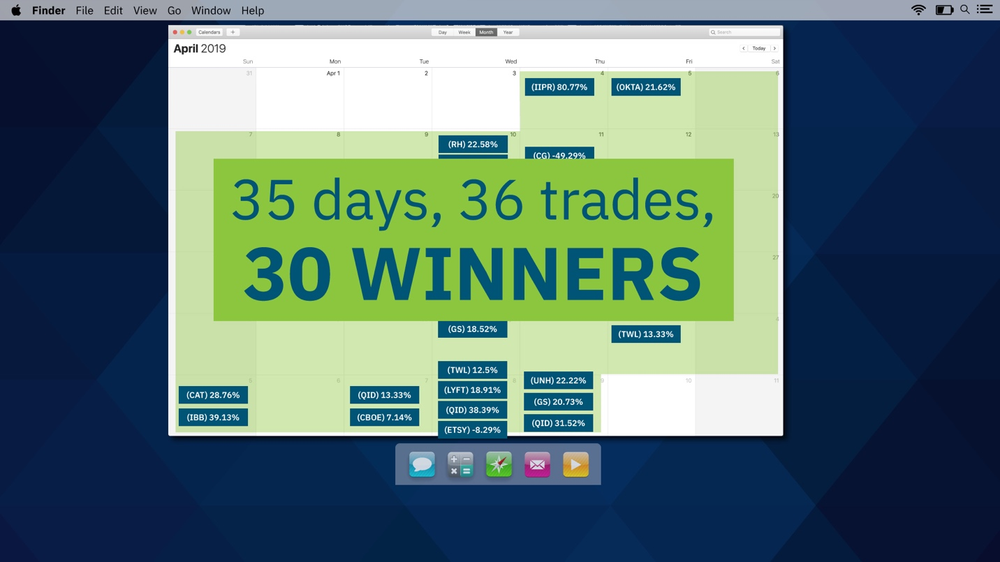 Finder File Edit View Go Window Help
Calendars + Day Week Month Year Search
April 2019
< Today >
Sun Mon Tue Wed Thu Fri Sat
31 Apr 1 2 3 4 5 6
(IIPR) 80.77% (OKTA) 21.62%
7 8 9 10 11 12 13
(RH) 22.58%
(CG) -49.29%
35 days, 36 trades,
20
30 WINNERS
27
4
(GS) 18.52%
(TWL) 13.33%
(TWL) 12.5%
5 6 7 8 9 10 11
(UNH) 22.22%
(CAT) 28.76% (QID) 13.33% (LYFT) 18.91%
(GS) 20.73%
(QID) 38.39%
(IBB) 39.13% (CBOE) 7.14%
(QID) 31.52%
(ETSY) -8.29%